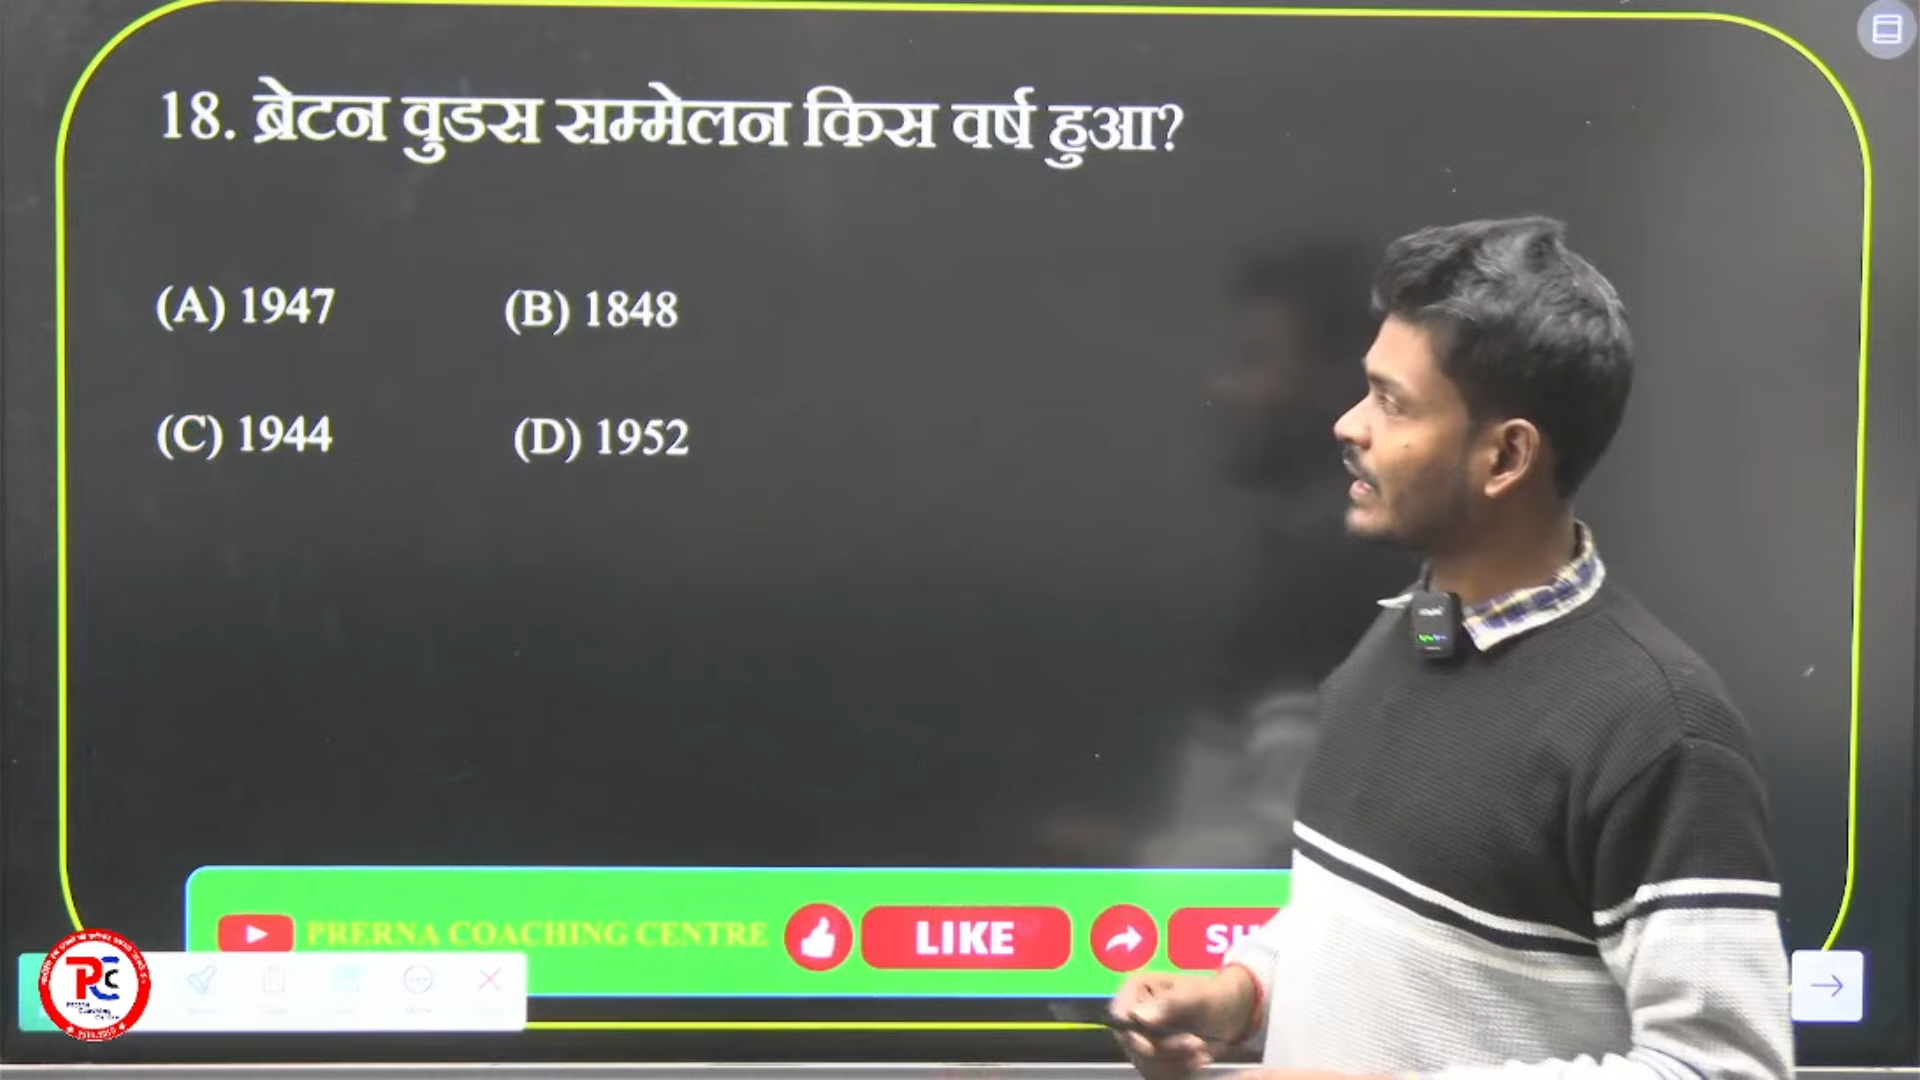 18. ब्रेटन वुडस सम्मेलन किस वर्ष हुआ?
(A) 1947 (B) 1848
(C) 1944 (D) 1952
PRERNA COACHING CENTRE LIKE